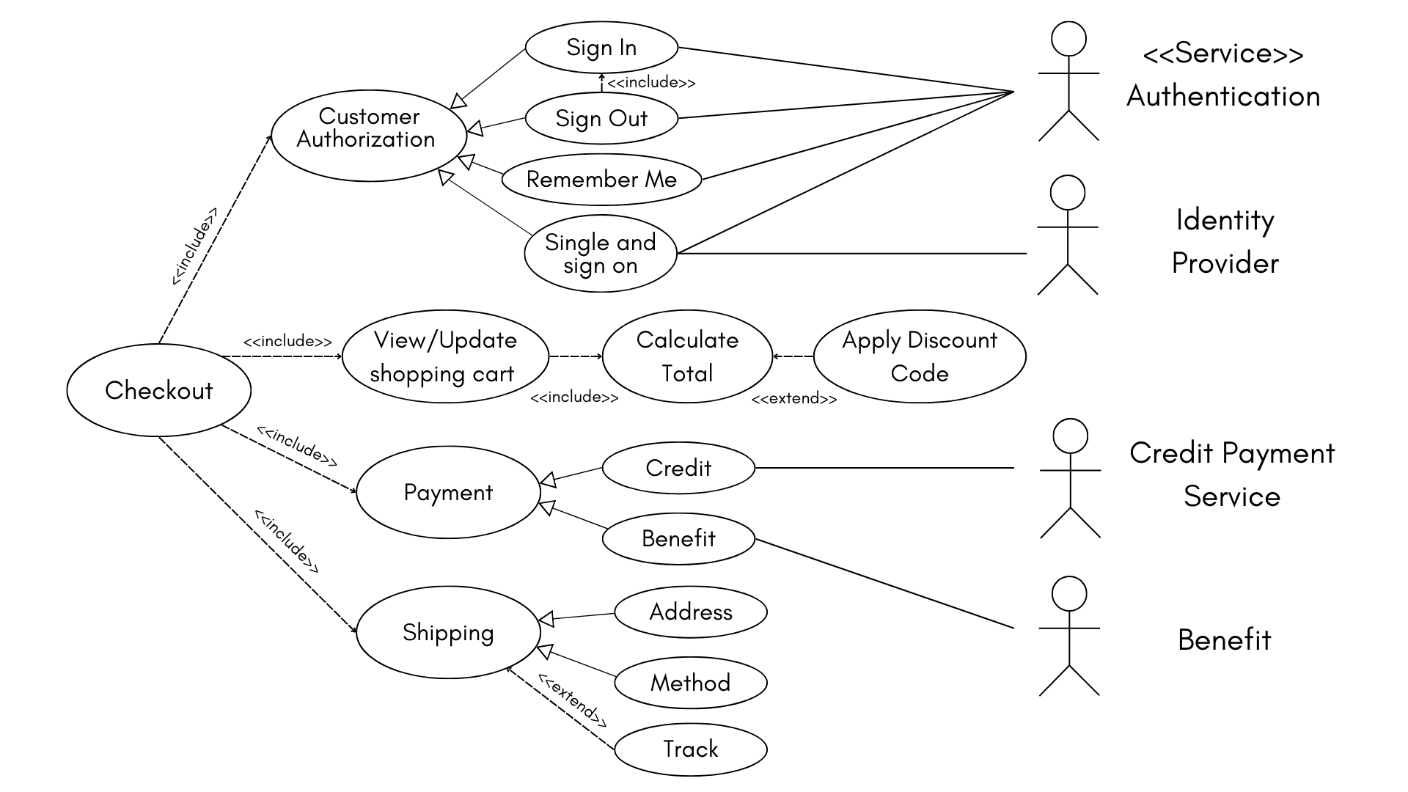 Sign In
<<Service>>
Authentication
<<include>>
Customer
Authorization
Sign Out
Remember Me
Single and
sign on
Identity
Provider
<<include>>
<<include>>
View/Update
shopping cart
Calculate
Total
Apply Discount
Code
<<include>>
<<extend>>
Checkout
<<include>>
Payment
Credit
Credit Payment
Service
Benefit
<<include>>
Shipping
Address
Benefit
Method
<<extend>>
Track